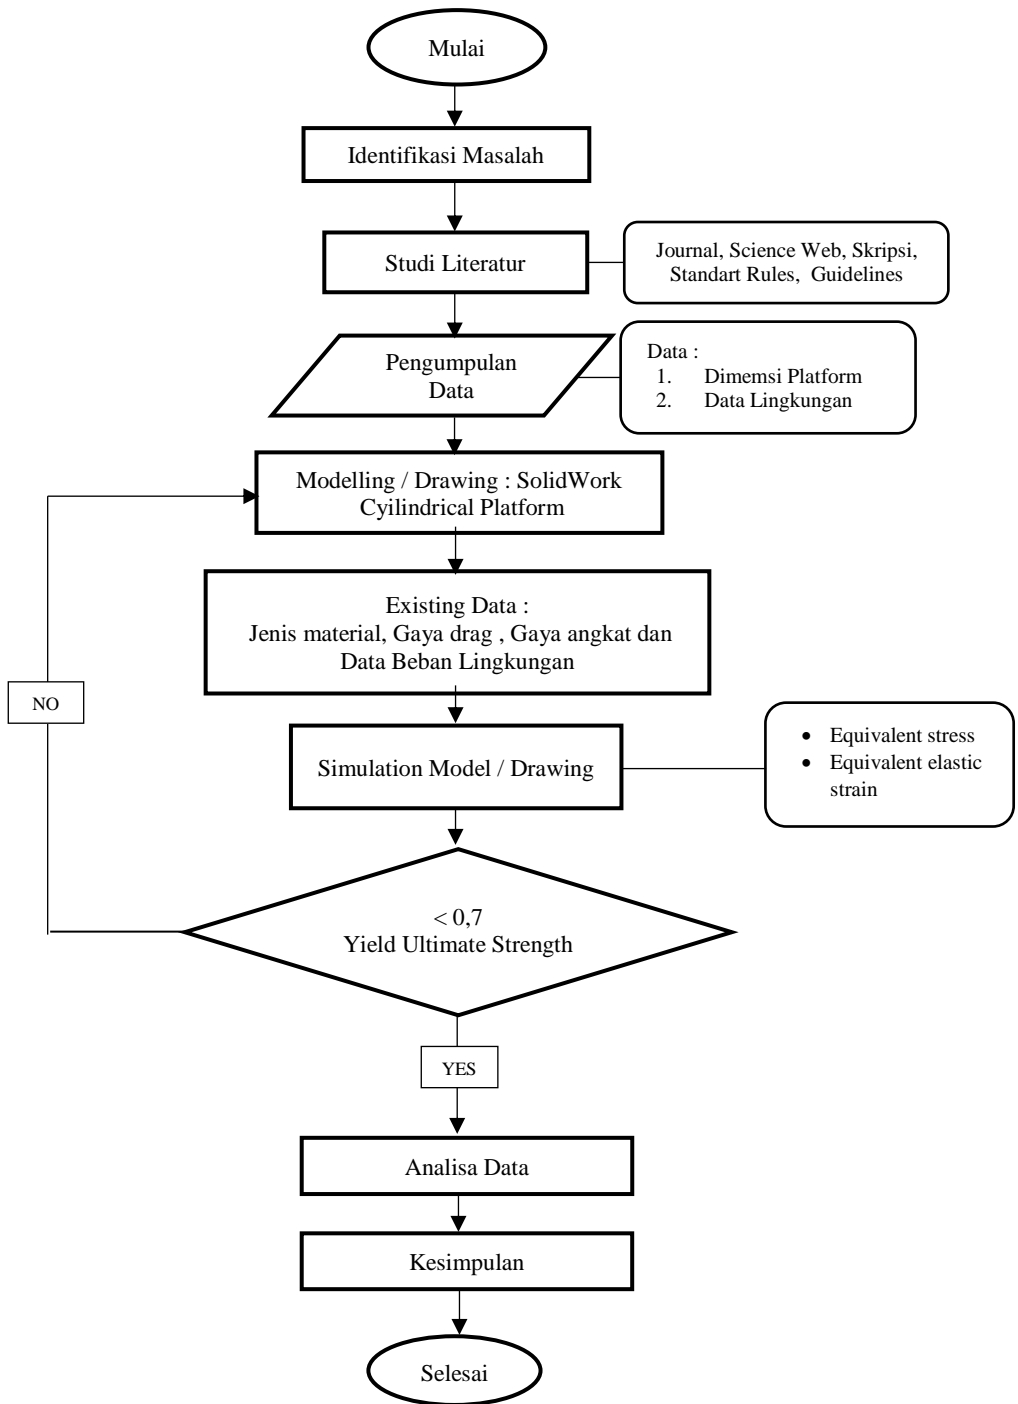 Mulai
Identifikasi Masalah
Studi Literatur
Journal, Science Web, Skripsi,
Standart Rules, Guidelines
Pengumpulan
Data
Data :
1. Dimemsi Platform
2. Data Lingkungan
Modelling / Drawing : SolidWork
Cyilindrical Platform
Existing Data :
Jenis material, Gaya drag , Gaya angkat dan
Data Beban Lingkungan
NO
Simulation Model / Drawing
• Equivalent stress
• Equivalent elastic
strain
< 0,7
Yield Ultimate Strength
YES
Analisa Data
Kesimpulan
Selesai